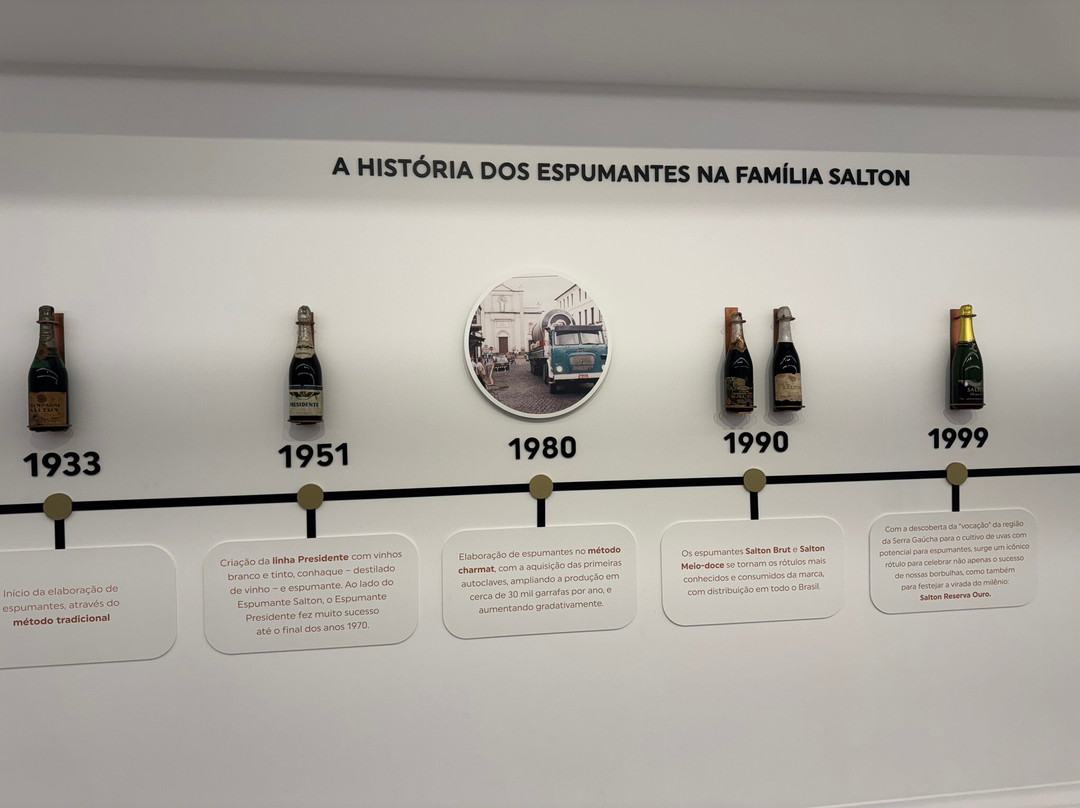 A HISTÓRIA DOS ESPUMANTES NA FAMÍLIA SALTON
1933
Início da elaboração de
espumantes, através do
método tradicional
PRESIDENTE
1951
Criação da linha Presidente com vinhos
branco e tinto, conhaque – destilado
de vinho – e espumante. Ao lado do
Espumante Salton, o Espumante
Presidente fez muito sucesso
até o final dos anos 1970.
1980
Elaboração de espumantes no método
charmat, com a aquisição das primeiras
autoclaves, ampliando a produção em
cerca de 30 mil garrafas por ano, e
aumentando gradativamente.
1990
Os espumantes Salton Brut e Salton
Meio-doce se tornam os rótulos mais
conhecidos e consumidos da marca,
com distribuição em todo o Brasil.
1999
Com a descoberta da "vocação" da região
da Serra Gaúcha para o cultivo de uvas com
potencial para espumantes, surge um icônico
rótulo para celebrar não apenas o sucesso
de nossas borbulhas, como também
para festejar a virada do milênio:
Salton Reserva Ouro.